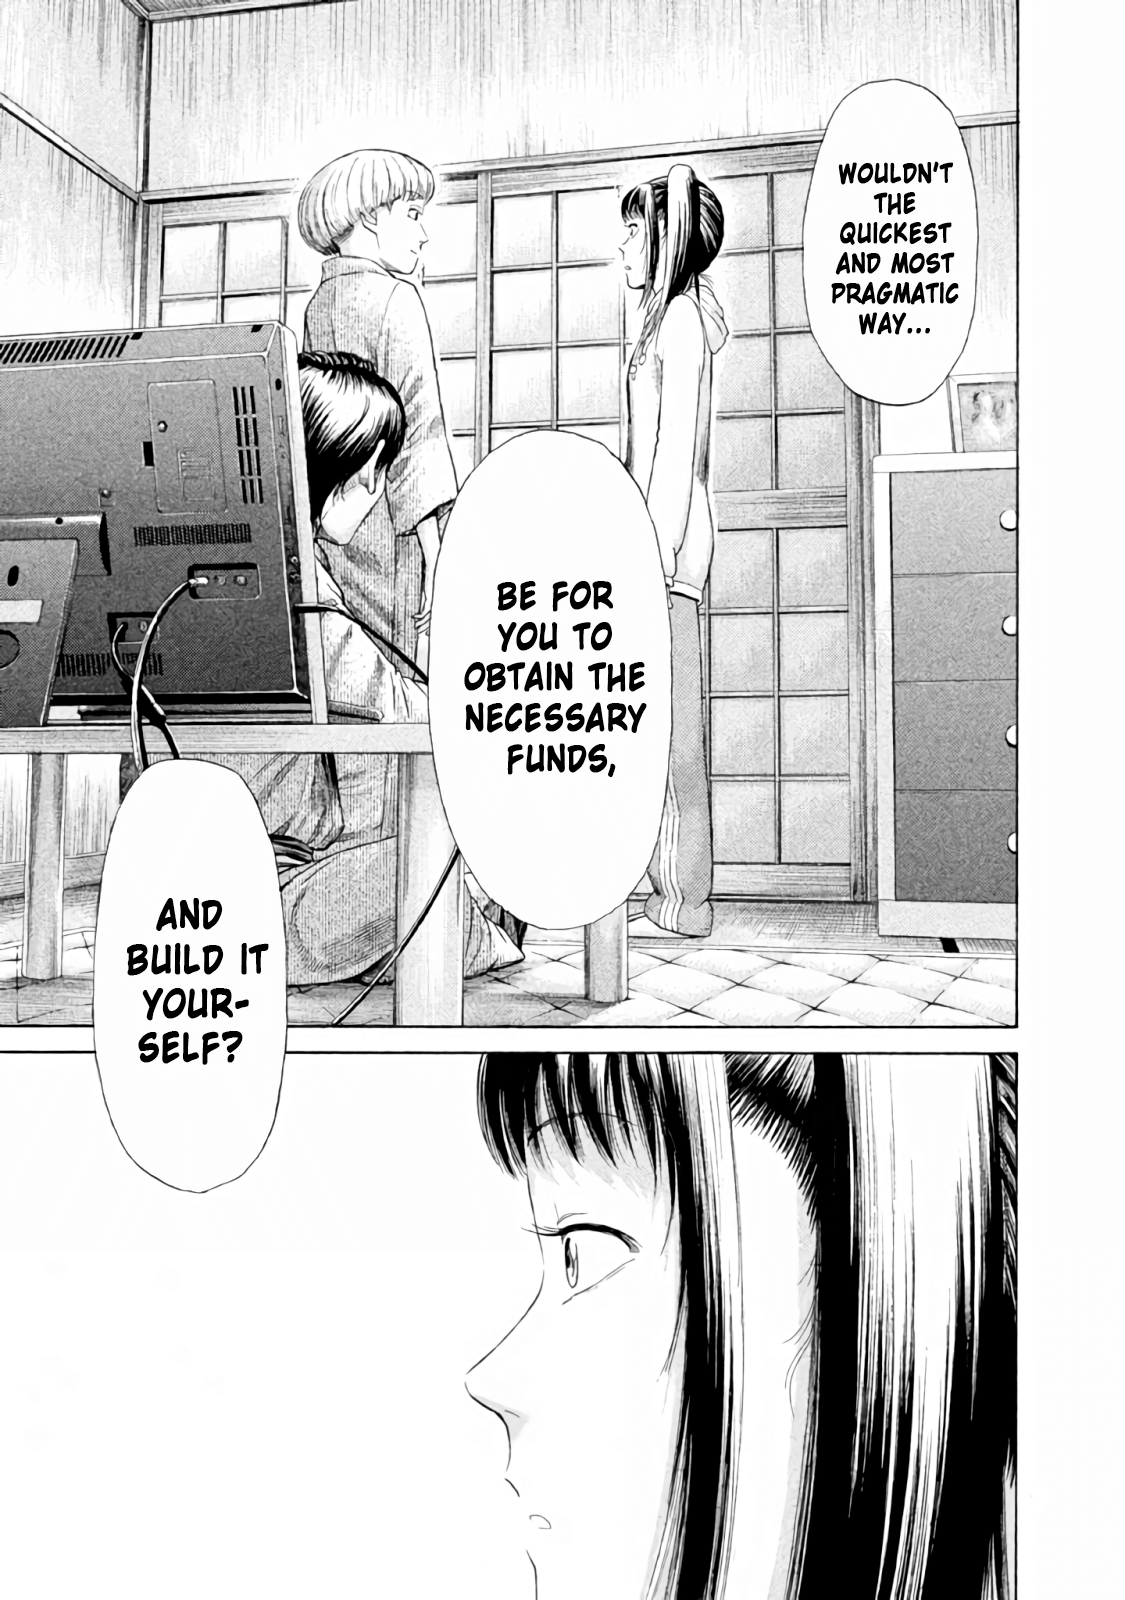 WOULDN'T
THE
QUICKEST
AND MOST
PRAGMATIC
WAY...
BE FOR
YOU TO
OBTAIN THE
NECESSARY
FUNDS,
AND
BUILD IT
YOUR-
SELF?